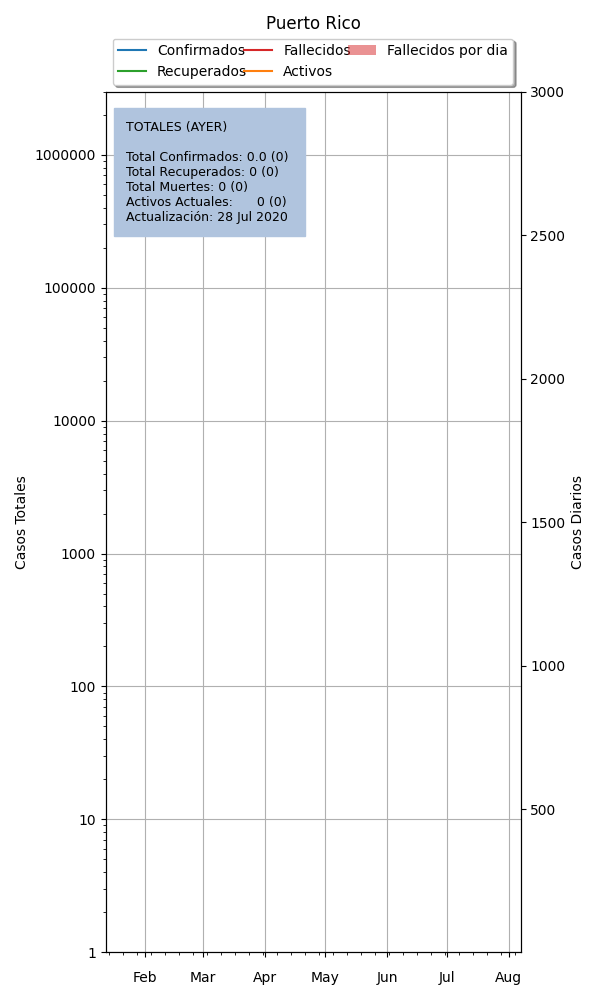 Puerto Rico
Confirmados Fallecidos Fallecidos por dia
Recuperados Activos
TOTALES (AYER)
Total Confirmados: 0.0 (0)
Total Recuperados: 0 (0)
Total Muertes: 0 (0)
Activos Actuales: 0 (0)
Actualización: 28 Jul 2020
Casos Totales
1000000
100000
10000
1000
100
10
1
3000
2500
2000
1500
1000
500
Casos Diarios
Feb Mar Apr May Jun Jul Aug